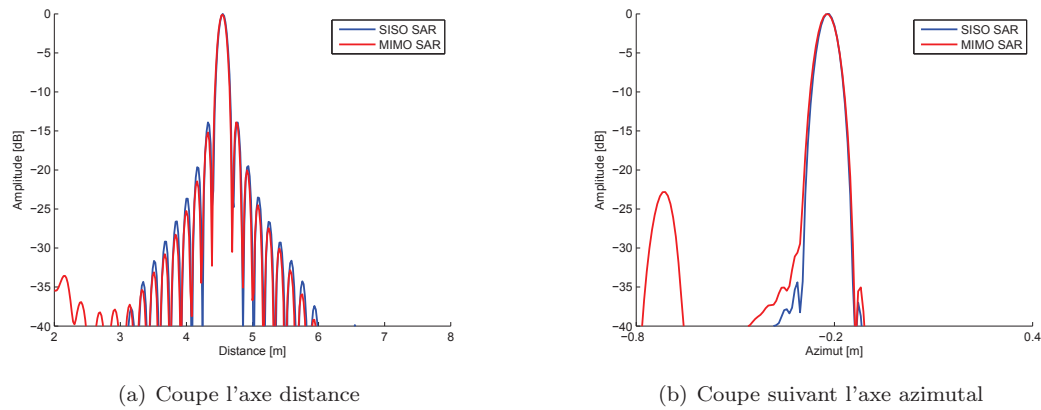 0
−5
−10
−15
−20
−25
−30
−35
−40
Amplitude [dB]
2
3
4
5
6
7
8
Distance [m]
SISO SAR
MIMO SAR
(a) Coupe l'axe distance
0
−5
−10
−15
−20
−25
−30
−35
−40
Amplitude [dB]
−0.8
−0.2
0.4
Azimut [m]
SISO SAR
MIMO SAR
(b) Coupe suivant l'axe azimutal